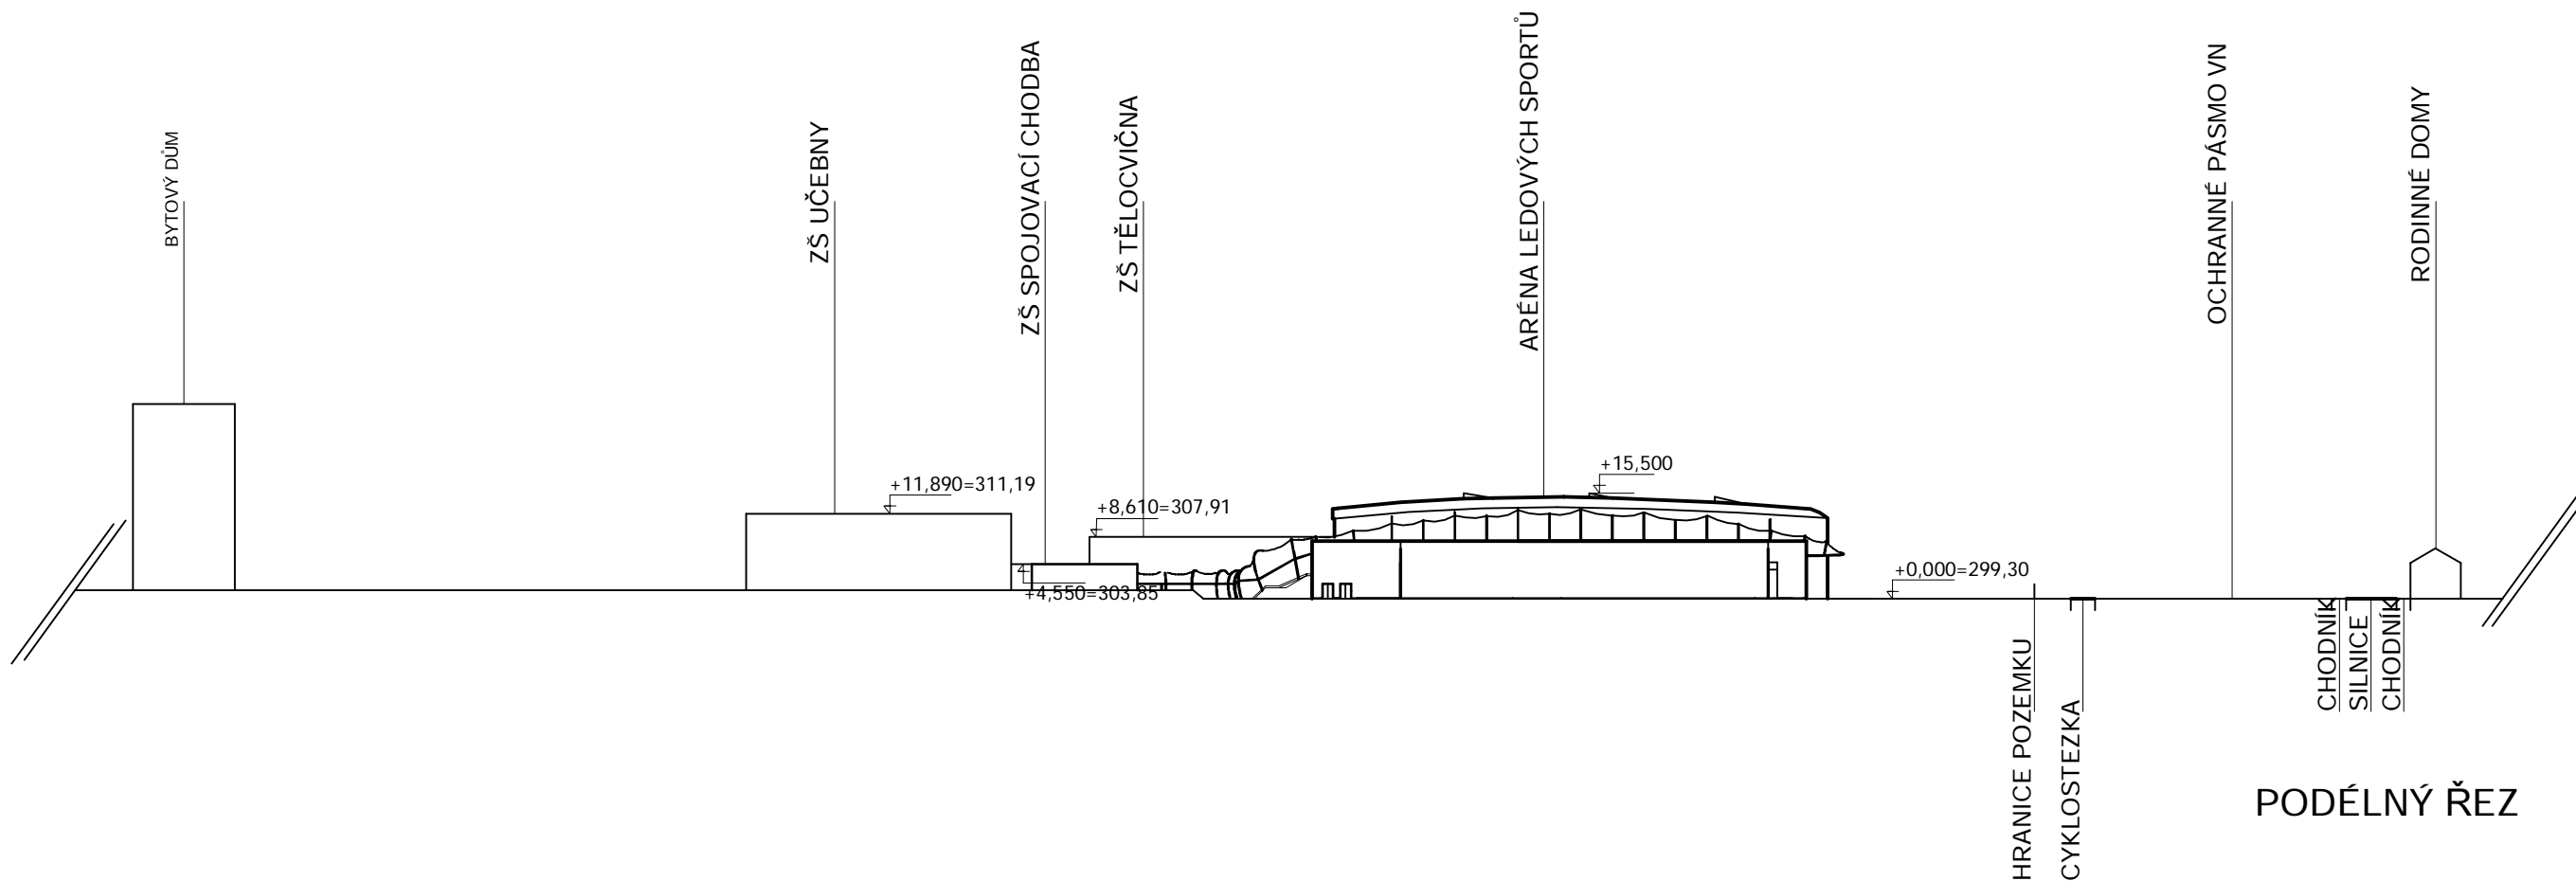 BYTOVÝ DŮM
ZŠ UČEBNY
ZŠ SPOJOVACÍ CHODBA
ZŠ TĚLOCVIČNA
ARÉNA LEDOVÝCH SPORTŮ
OCHRANNÉ PÁSMO VN
RODINNÉ DOMY
+15,500
+11,890=311,19
+8,610=307,91
+0,000=299,30
+4,550=303,85
HRANICE POZEMKU
CYKLOSTEZKA
CHODNÍK
SILNICE
CHODNÍK
PODÉLNÝ ŘEZ